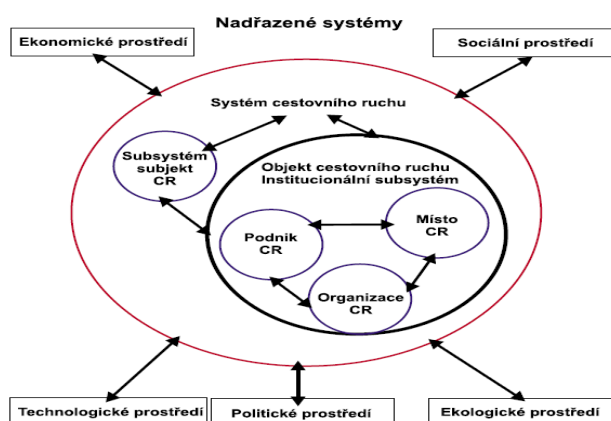 Nadřazené systémy
Ekonomické prostředí
Sociální prostředí
Systém cestovního ruchu
Subsystém
subjekt
CR
Objekt cestovního ruchu
Institucionální subsystém
Místo
CR
Podnik
CR
Organizace
CR
Technologické prostředí
Politické prostředí
Ekologické prostředí